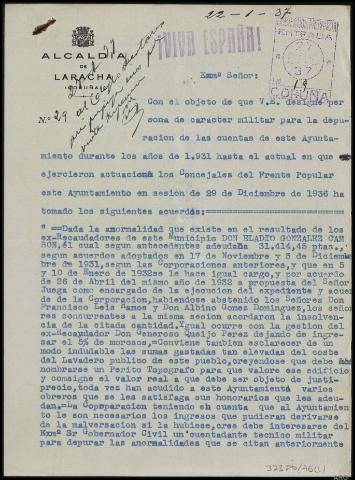 22-1-37
¡VIVA ESPAÑA!
ENTRADA
27
37
CORUÑA
ALCALDÍA
DE
LARACHA
(CORUÑA)
N.º 29
Exmº Señor:
Con el objeto de que V.E. designe per
sona de carácter militar para la depu-
racion de las cuentas de este Ayunta-
miento durante los años de 1.931 hasta el actual en que
ejercieron actuacioná los Concejales del Frente Popular
este Ayuntamiento en sesión de 29 de Diciembre de 1936 ha
tomado los siguientes acuerdos:
"==Dada la anormalidad que existe en el resultado de los
ex-Recaudadores de este Municipio DON ELADIO GONZALEZ CAM
BON,él cual segun antecedentes adeudaba 31,414,45 ptas.,
segun acuerdos adoptados en 17 de Noviembre y 5 de Diciem-
bre de 1931,segun las Corporaciones anteriores,y que en 5
y 10 de Enero de 1932se le hace igual cargo,y por acuerdo
de 26 de Abril del mismo año de 1932 a propuesta del Señor
Juega como encargado de la ejecucion del expediente y acuer
do de la Corporacion,habiendose abstenido los Señores Don
Francisco Leis Ramos y Don Albino Gomez Dominguez,los seño
res concurrentes a la misma sesion acordaron la insolven-
cia de la citada cantidad.Igual ocurre con la gestion del
ex-Recaudador Don Generoso Queijo Teres dejando de ingre-
sar el 5% de morosos,=Conviene tambien esclarecer de un
modo indudable las sumas gastadas tan elevadas del coste
del Lavadero publico de este pueblo,creyendose que debe
nombrarse un Perito Topografo para que valore ese edificio
y consigne el valor real a que debe ser objeto de justi-
precio,toda vez han acudido a este Ayuntamiento varios
obreros que se les satisfaga sus honorarios que les adeu-
dan.=La Corporacion teniendo en cuenta que al Ayuntamien
to le son necesarios los ingresos que pudieran derivarse
de la malversacion si la hubiese,cree debe interesarse del
Exmº Sr Gobernador Civil un cuentadante tecnico militar
para depurar las anormalidades que se citan anteriormente